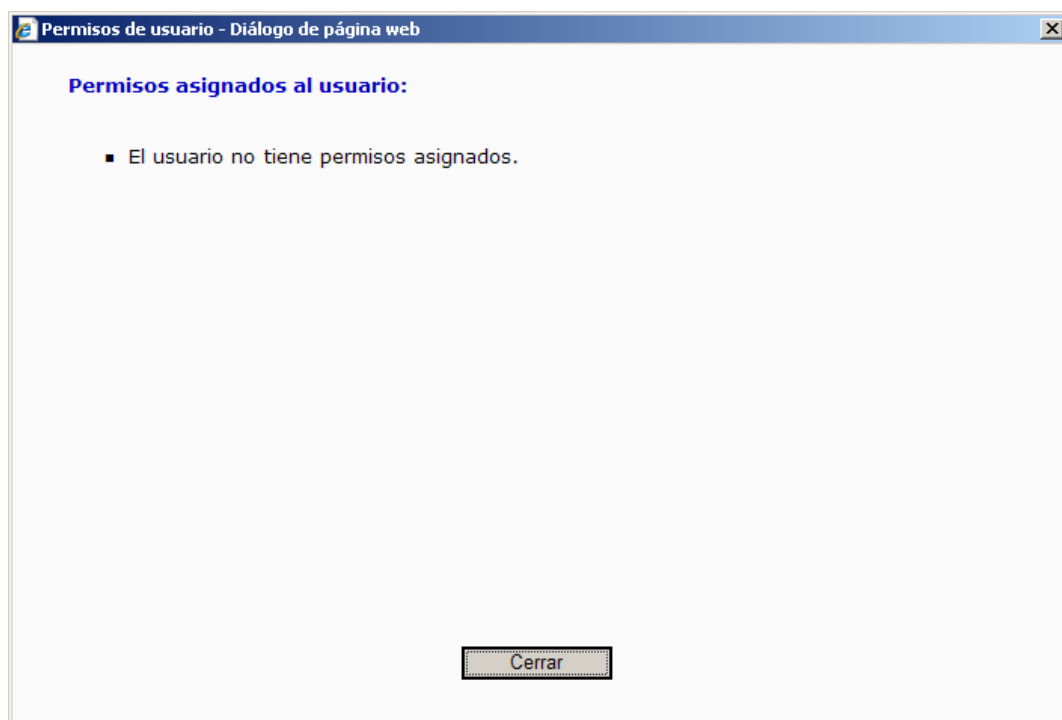 Permisos de usuario - Diálogo de página web
Permisos asignados al usuario:
El usuario no tiene permisos asignados.
Cerrar